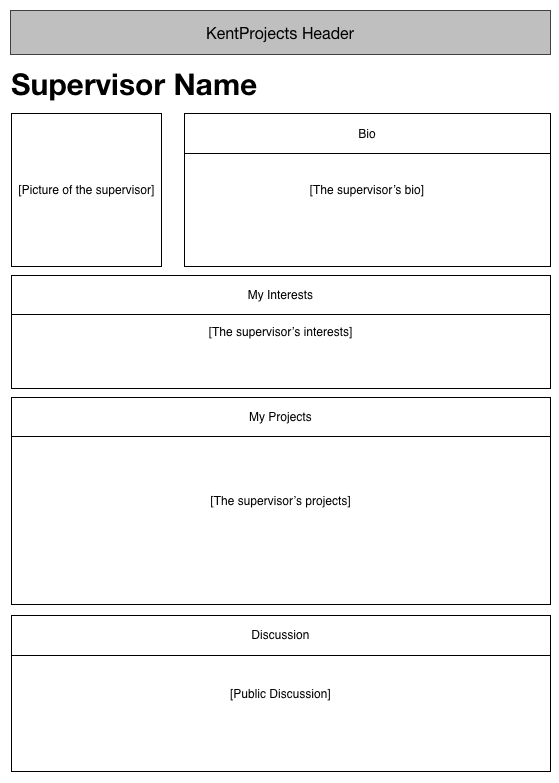 KentProjects Header
Supervisor Name
[Picture of the supervisor]
Bio
[The supervisor’s bio]
My Interests
[The supervisor’s interests]
My Projects
[The supervisor’s projects]
Discussion
[Public Discussion]